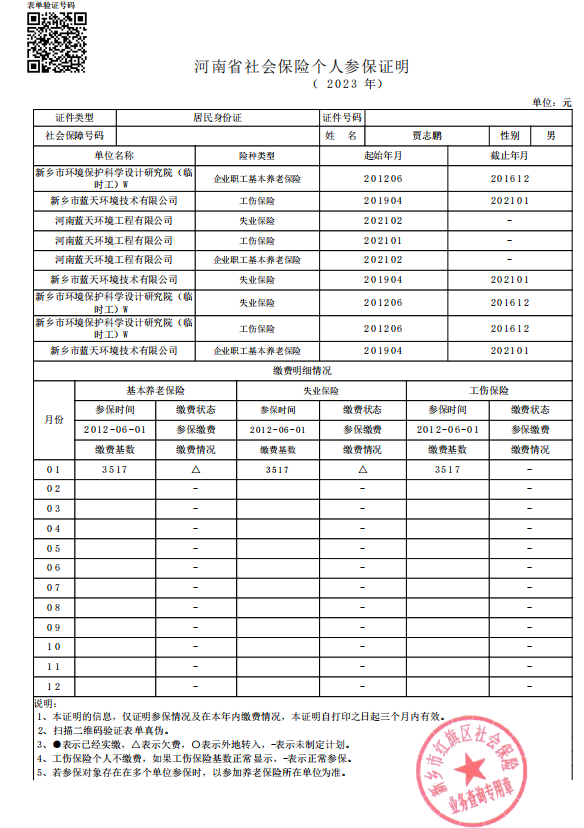 表单验证号码
河南省社会保险个人参保证明
( 2023 年)
单位：元
证件类型 居民身份证 证件号码
社会保障号码 姓 名 贾志鹏 性别 男
单位名称 险种类型 起始年月 截止年月
新乡市环境保护科学设计研究院（临
时工）W 企业职工基本养老保险 201206 201612
新乡市蓝天环境技术有限公司 工伤保险 201904 202101
河南蓝天环境工程有限公司 失业保险 202102 -
河南蓝天环境工程有限公司 工伤保险 202101 -
河南蓝天环境工程有限公司 企业职工基本养老保险 202102 -
新乡市蓝天环境技术有限公司 失业保险 201904 202101
新乡市环境保护科学设计研究院（临
时工）W 失业保险 201206 201612
新乡市环境保护科学设计研究院（临
时工）W 工伤保险 201206 201612
新乡市蓝天环境技术有限公司 企业职工基本养老保险 201904 202101
缴费明细情况
月份 基本养老保险 失业保险 工伤保险
参保时间 缴费状态 参保时间 缴费状态 参保时间 缴费状态
2012-06-01 参保缴费 2012-06-01 参保缴费 2012-06-01 参保缴费
缴费基数 缴费情况 缴费基数 缴费情况 缴费基数 缴费情况
01 3517 △ 3517 △ 3517 -
02 - - -
03 - - -
04 - - -
05 - - -
06 - - -
07 - - -
08 - - -
09 - - -
10 - - -
11 - - -
12 - - -
说明：
1、本证明的信息，仅证明参保情况及在本年内缴费情况，本证明自打印之日起三个月内有效。
2、扫描二维码验证表单真伪。
3、●表示已经实缴，△表示欠费，○表示外地转入，-表示未制定计划。
4、工伤保险个人不缴费，如果工伤保险基数正常显示，-表示正常参保。
5、若参保对象存在在多个单位参保时，以参加养老保险所在单位为准。
新乡市红旗区社会保险
业务查询专用章